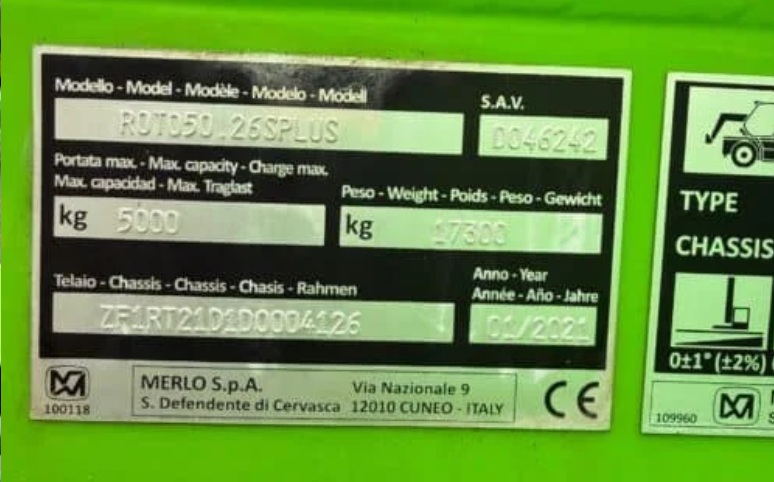 Modello - Model - Modèle - Modelo - Modell
ROTO50.26SPLUS
S.A.V.
D046242
Portata max. - Max. capacity - Charge max.
Max. capacidad - Max. Traglast
kg 5000
Peso - Weight - Poids - Peso - Gewicht
kg 17300
Telaio - Chassis - Chassis - Chasis - Rahmen
ZF1RT21D1D0004126
Anno - Year
Année - Año - Jahre
01/2021
100118
MERLO S.p.A.
S. Defendente di Cervasca
Via Nazionale 9
12010 CUNEO - ITALY
CE
TYPE
CHASSIS
0±1° (±2%)
109960